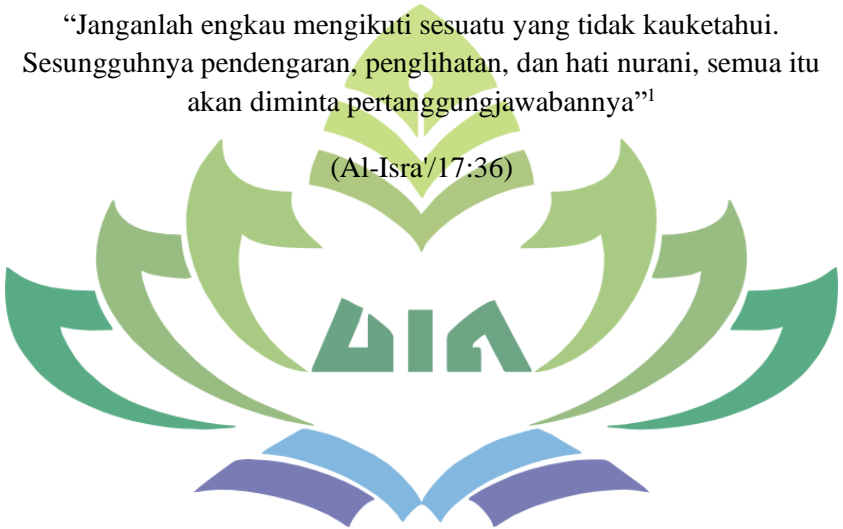 “Janganlah engkau mengikuti sesuatu yang tidak kauketahui.
Sesungguhnya pendengaran, penglihatan, dan hati nurani, semua itu
akan diminta pertanggungjawabannya”1
(Al-Isra'/17:36)
UIN